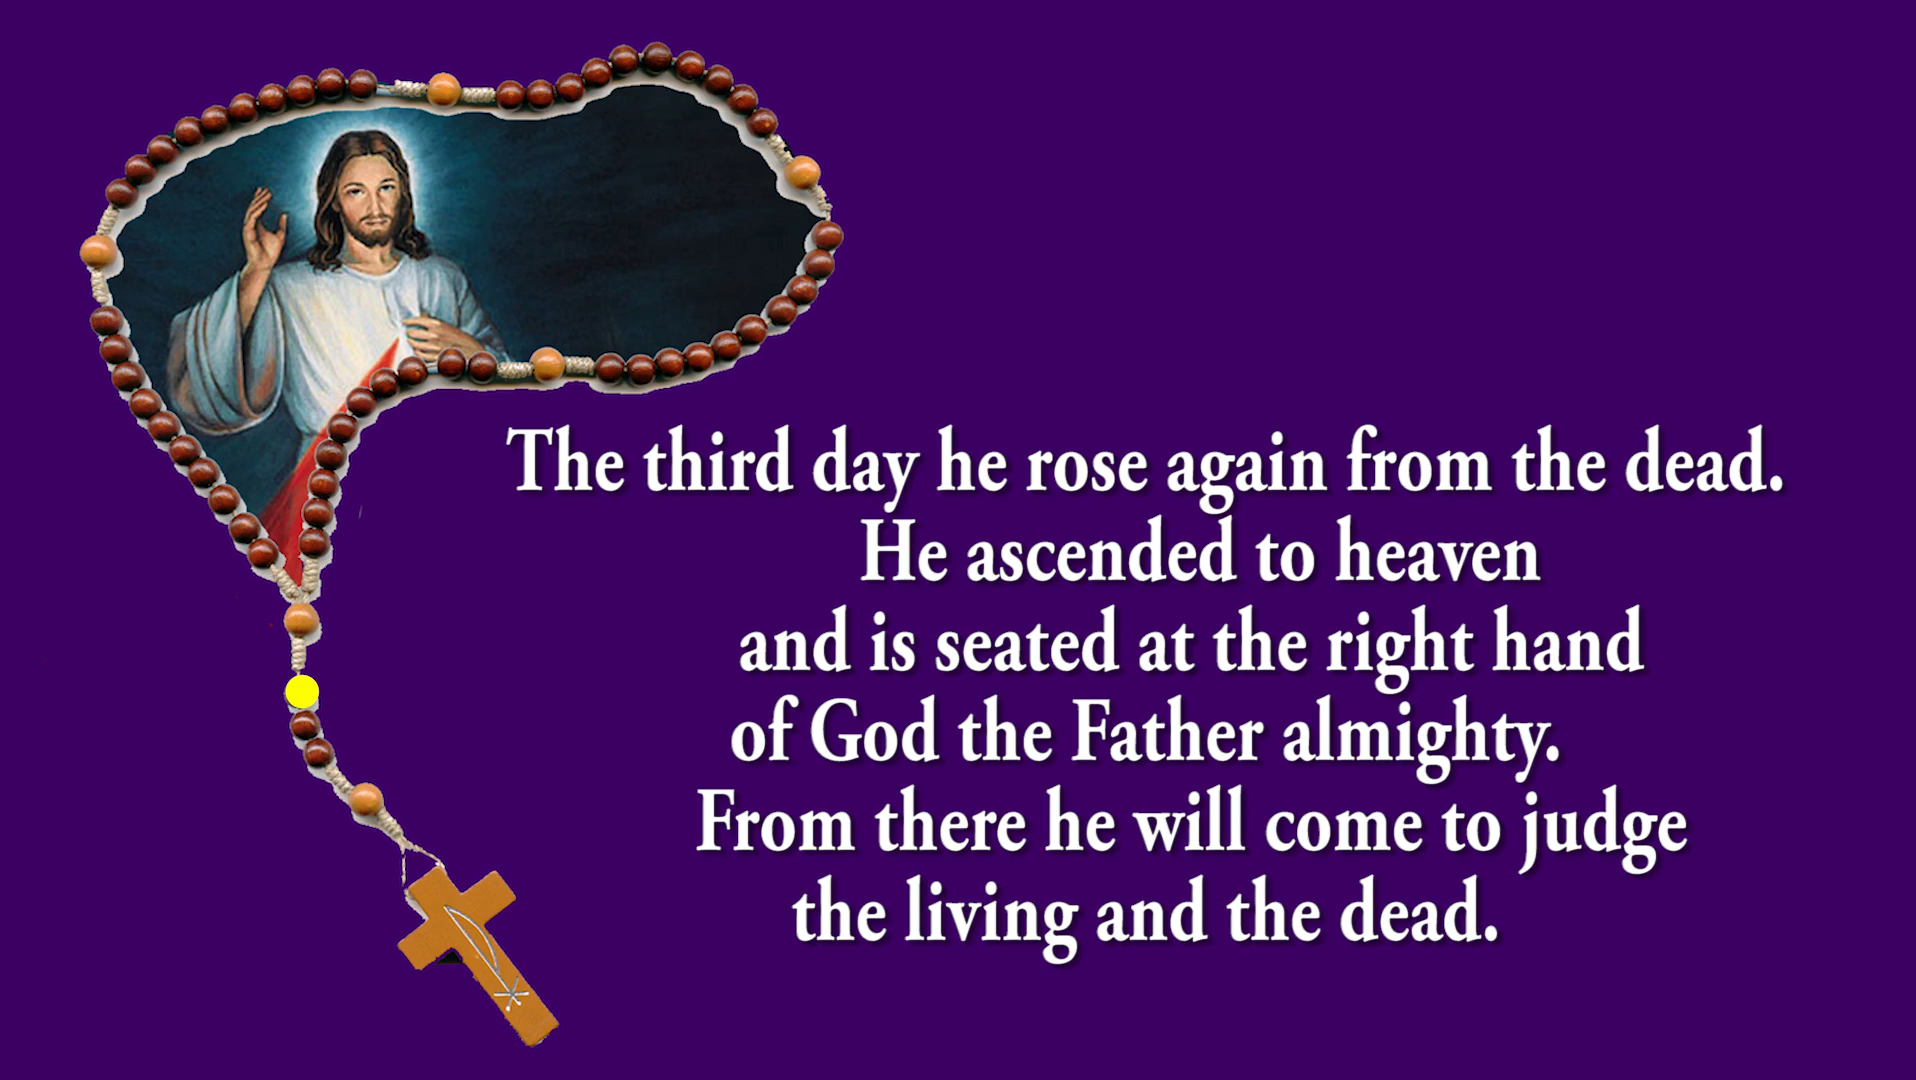 The third day he rose again from the dead.
He ascended to heaven
and is seated at the right hand
of God the Father almighty.
From there he will come to judge
the living and the dead.